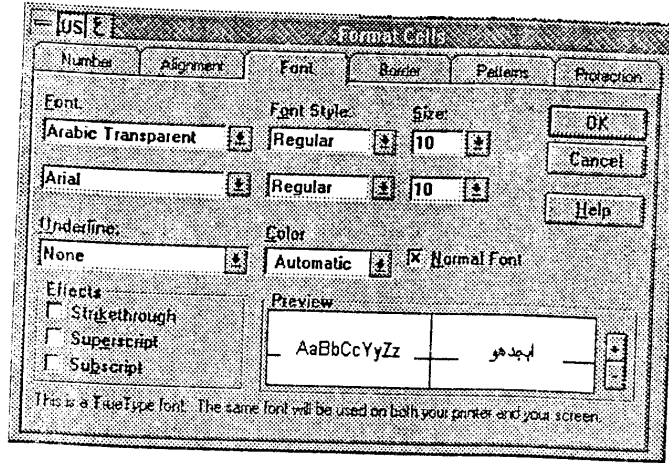 US ع Format Cells
Number Alignment Font Border Patterns Protection
Font: Font Style: Size:
Arabic Transparent Regular 10 OK
Cancel
Arial Regular 10
Help
Underline: Color
None Automatic Normal Font
Effects Preview
Strikethrough
Superscript AaBbCcYyZz ابجد هو
Subscript
This is a TrueType font. The same font will be used on both your printer and your screen.